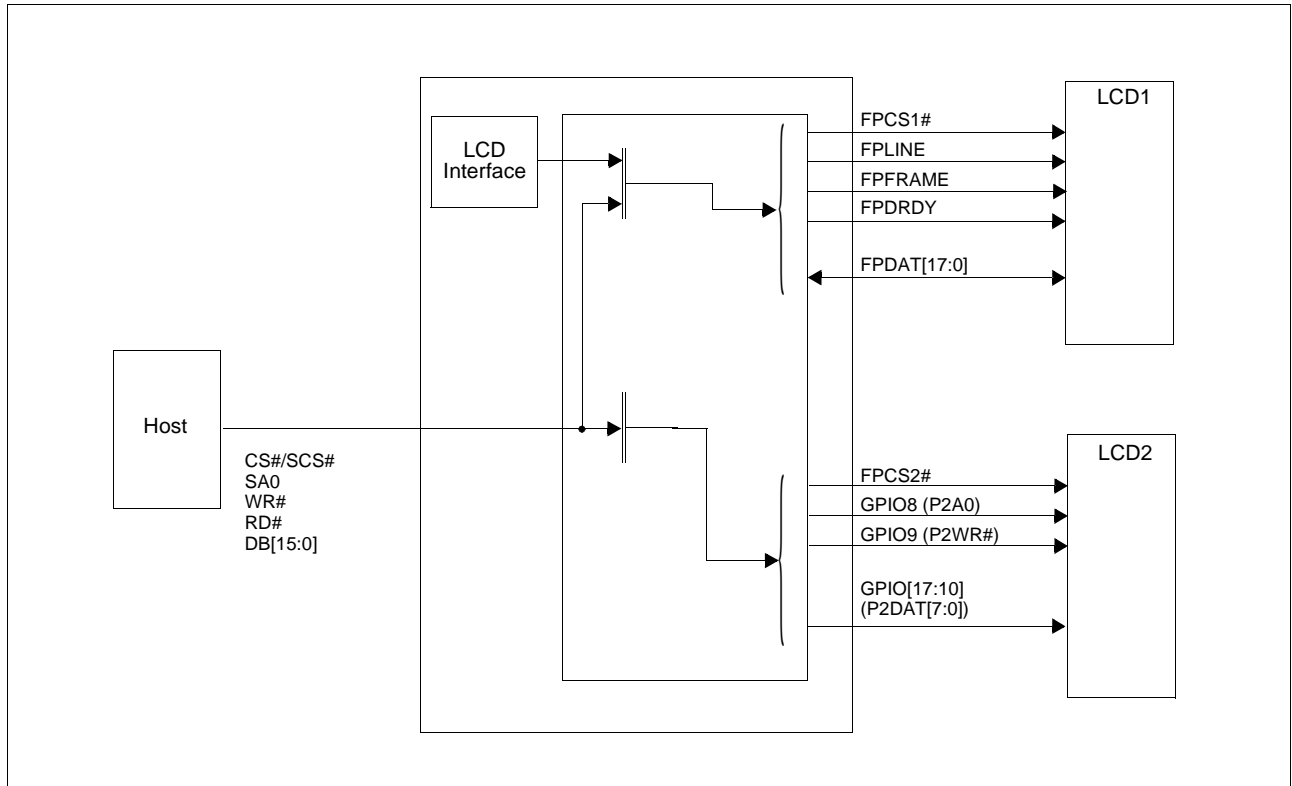 LCD
Interface
FPCS1#
FPLINE
FPFRAME
FPDRDY
FPDAT[17:0]
LCD1
Host
CS#/SCS#
SA0
WR#
RD#
DB[15:0]
FPCS2#
GPIO8 (P2A0)
GPIO9 (P2WR#)
GPIO[17:10]
(P2DAT[7:0])
LCD2